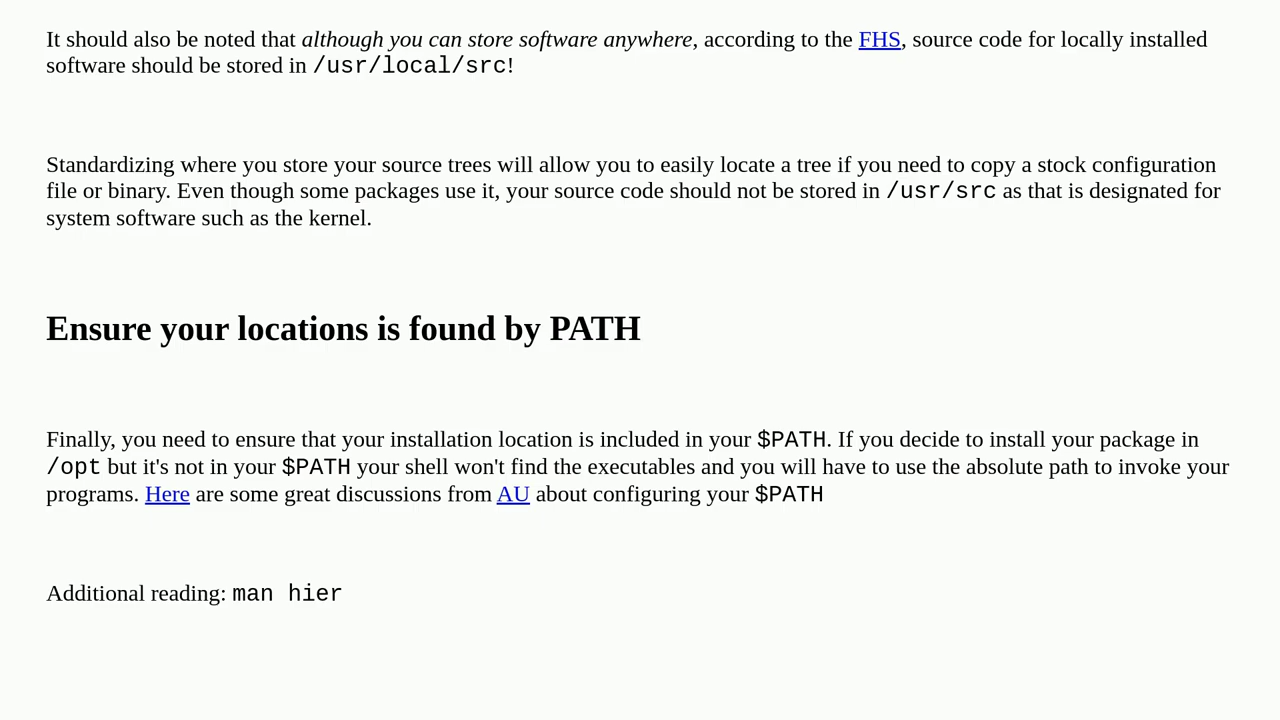 It should also be noted that although you can store software anywhere, according to the FHS, source code for locally installed
software should be stored in /usr/local/src!
Standardizing where you store your source trees will allow you to easily locate a tree if you need to copy a stock configuration
file or binary. Even though some packages use it, your source code should not be stored in /usr/src as that is designated for
system software such as the kernel.
Ensure your locations is found by PATH
Finally, you need to ensure that your installation location is included in your $PATH. If you decide to install your package in
/opt but it's not in your $PATH your shell won't find the executables and you will have to use the absolute path to invoke your
programs. Here are some great discussions from AU about configuring your $PATH
Additional reading: man hier